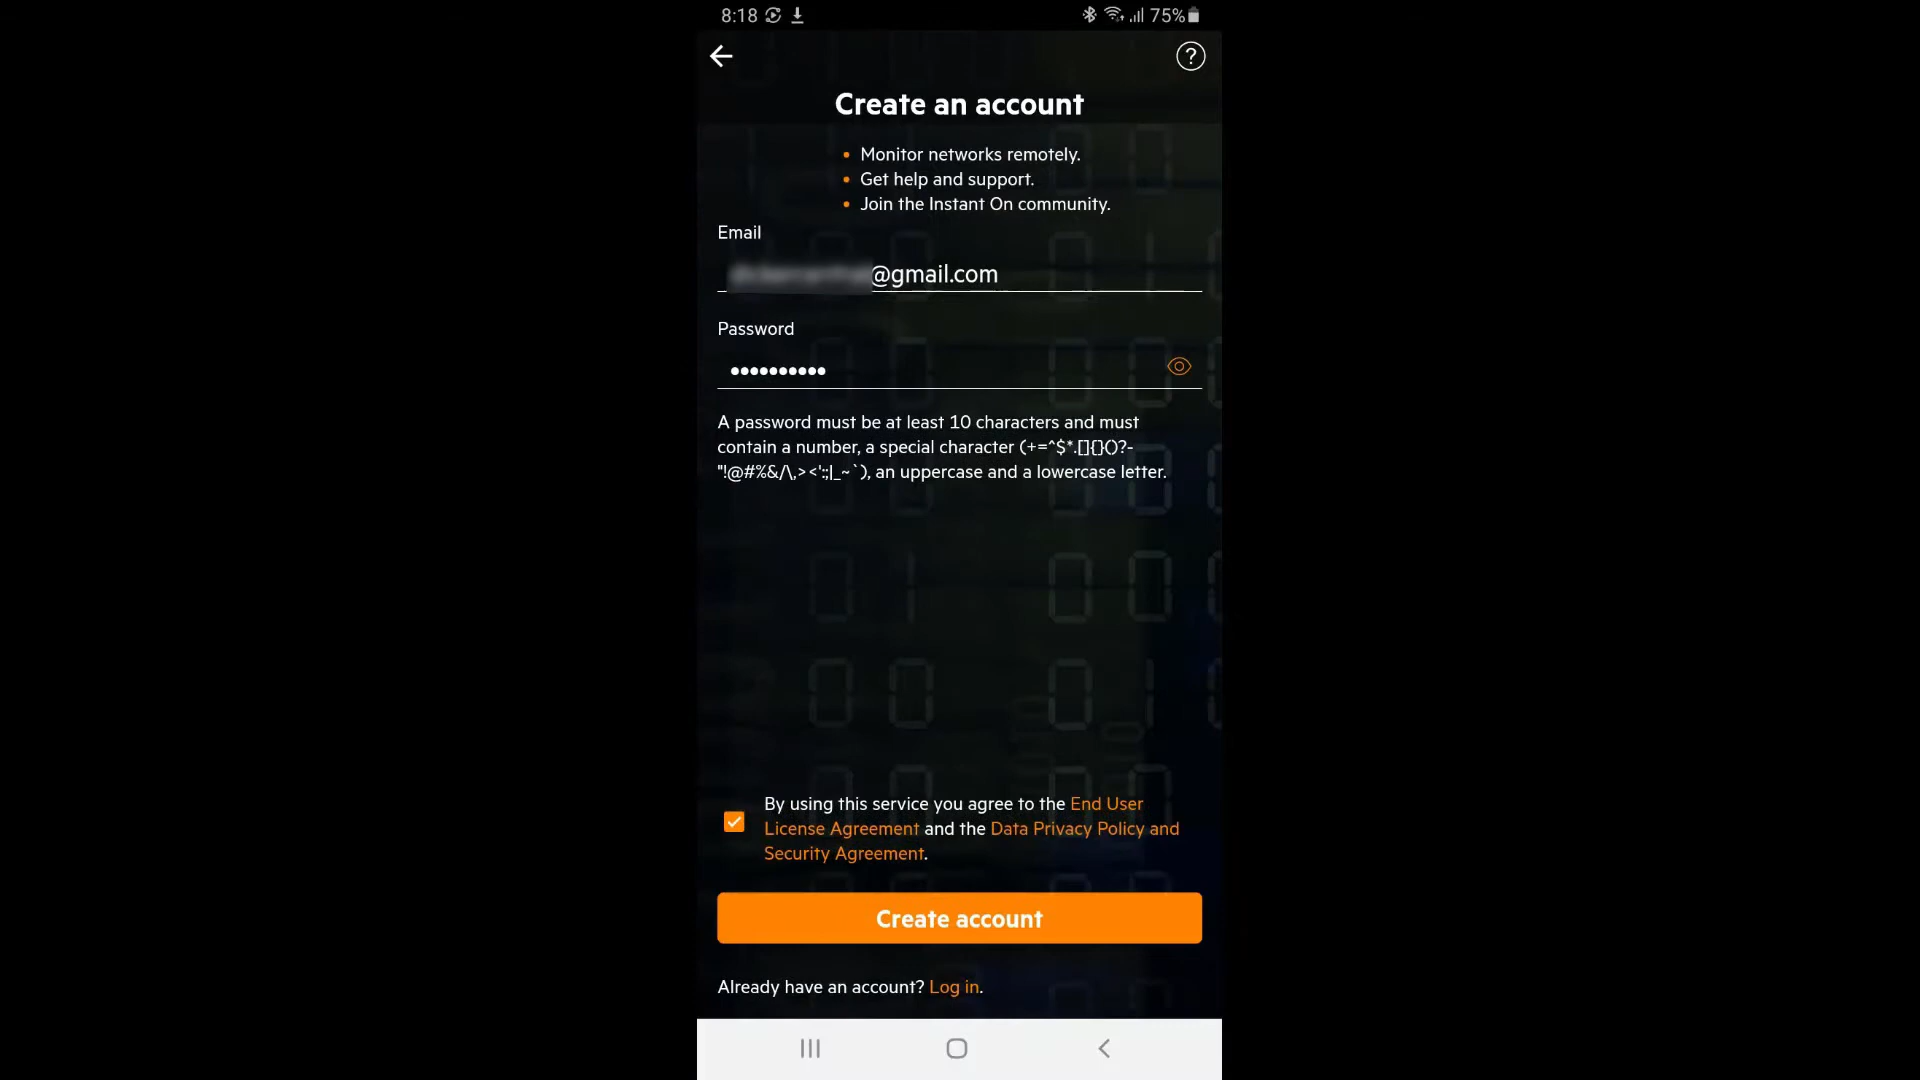 8:18
75%
?
Create an account
Monitor networks remotely.
Get help and support.
Join the Instant On community.
Email
@gmail.com
Password
A password must be at least 10 characters and must
contain a number, a special character (+=^$*.[]{}()?-
"!@#%&/\,><':;|_~`), an uppercase and a lowercase letter.
By using this service you agree to the End User
License Agreement and the Data Privacy Policy and
Security Agreement.
Create account
Already have an account? Log in.